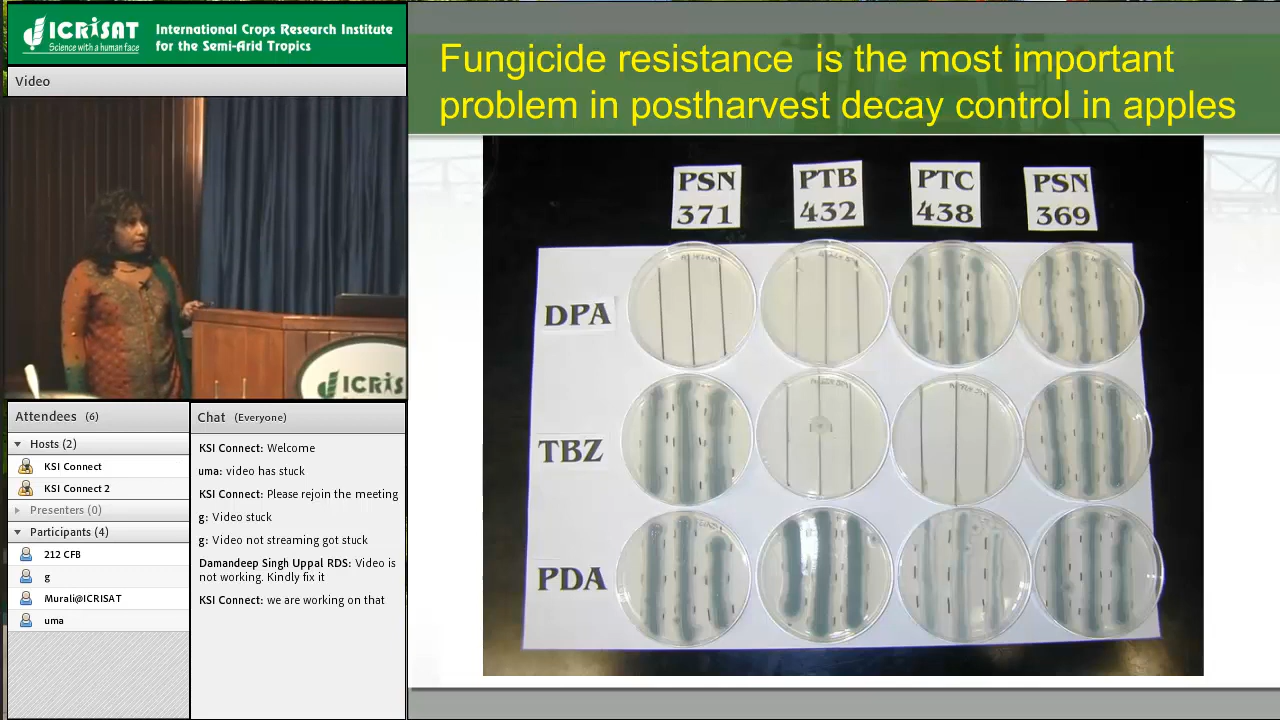 ICRISAT
Science with a human face
International Crops Research Institute
for the Semi-Arid Tropics
Video
ICRIS
Attendees (6)
Hosts (2)
KSI Connect
KSI Connect 2
Presenters (0)
Participants (4)
212 CFB
g
Murali@ICRISAT
uma
Chat (Everyone)
KSI Connect: Welcome
uma: video has stuck
KSI Connect: Please rejoin the meeting
g: Video stuck
g: Video not streaming got stuck
Damandeep Singh Uppal RDS: Video is
not working. Kindly fix it
KSI Connect: we are working on that
Fungicide resistance is the most important
problem in postharvest decay control in apples
PSN
371
PTB
432
PTC
438
PSN
369
DPA
TBZ
PDA